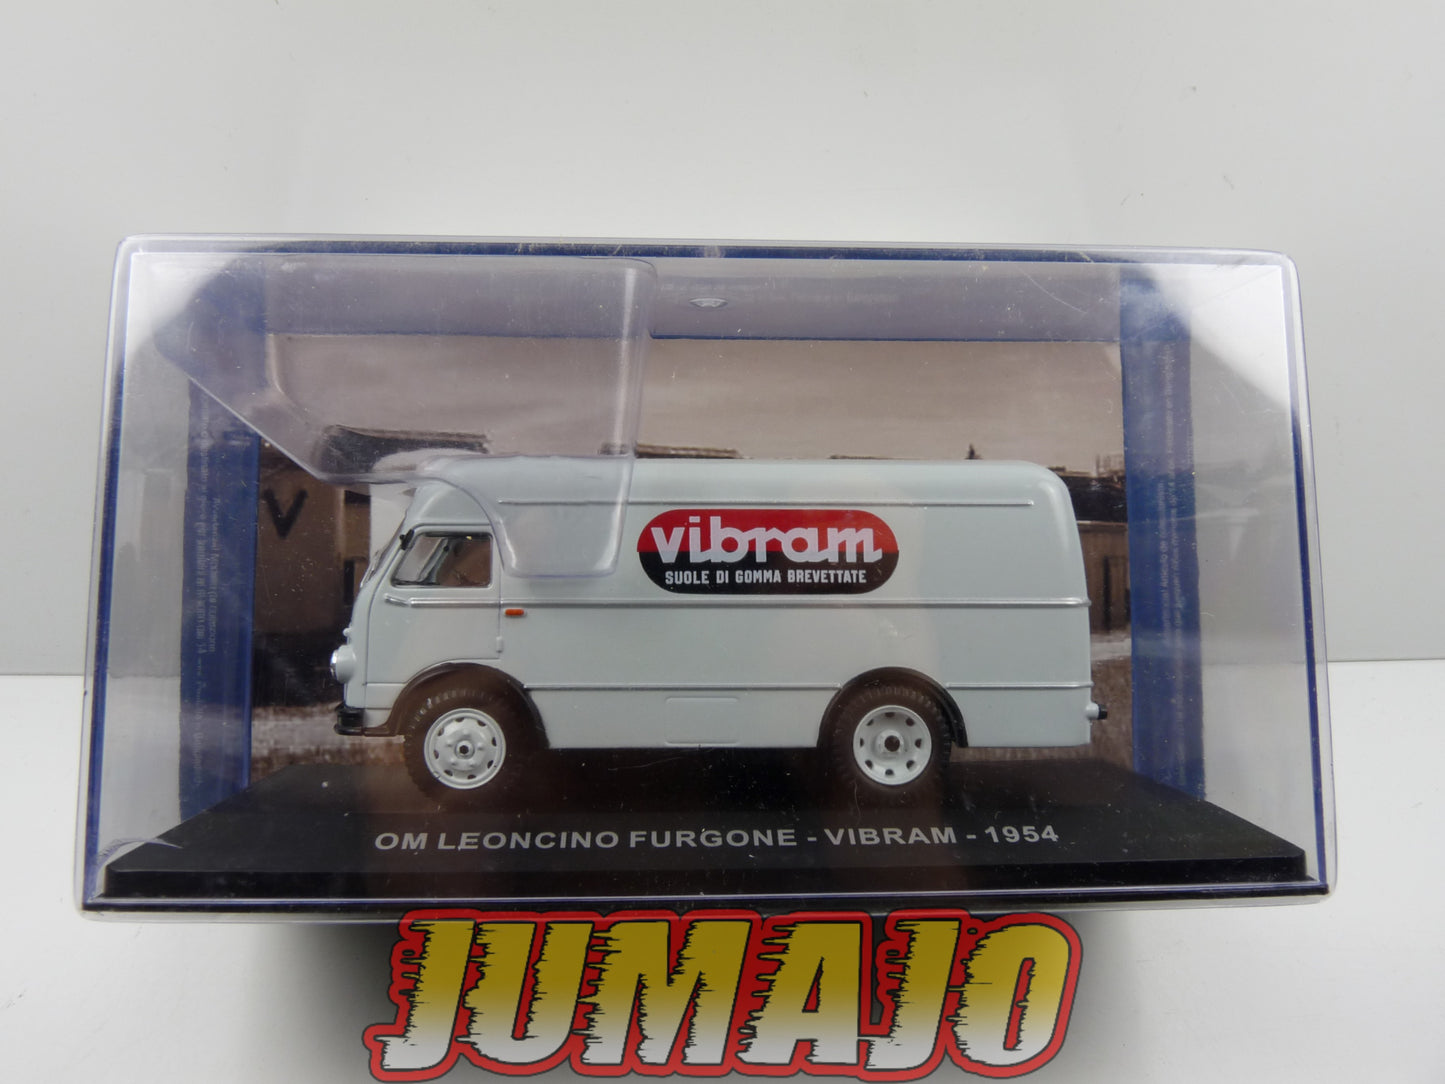 vibram
SUOLE DI GOMMA BREVETTATE
V
OM LEONCINO FURGONE - VIBRAM - 1954
JUMAJO